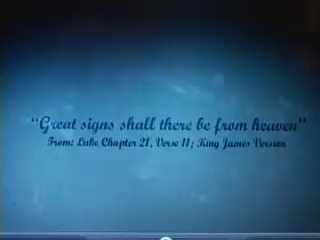 "Great signs shall there be from heaven"
From: Luke Chapter 21, Verse 11; King James Version